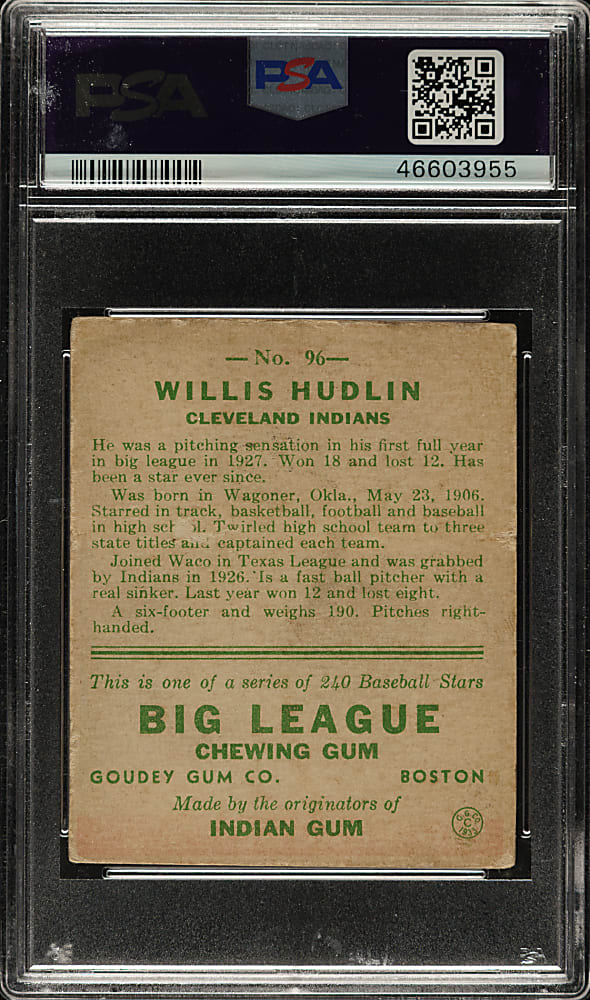 PSA
PSA
46603955
— No. 96—
WILLIS HUDLIN
CLEVELAND INDIANS
He was a pitching sensation in his first full year
in big league in 1927. Won 18 and lost 12. Has
been a star ever since.
Was born in Wagoner, Okla., May 23, 1906.
Starred in track, basketball, football and baseball
in high Twirled high school team to three
state titles captained each team.
Joined Waco in Texas League and was grabbed
by Indians in 1926. Is a fast ball pitcher with a
real sinker. Last year won 12 and lost eight.
A six-footer and weighs 190. Pitches right-
handed.
This is one of a series of 240 Baseball Stars
BIG LEAGUE
CHEWING GUM
GOUDEY GUM CO. BOSTON
Made by the originators of
INDIAN GUM
C